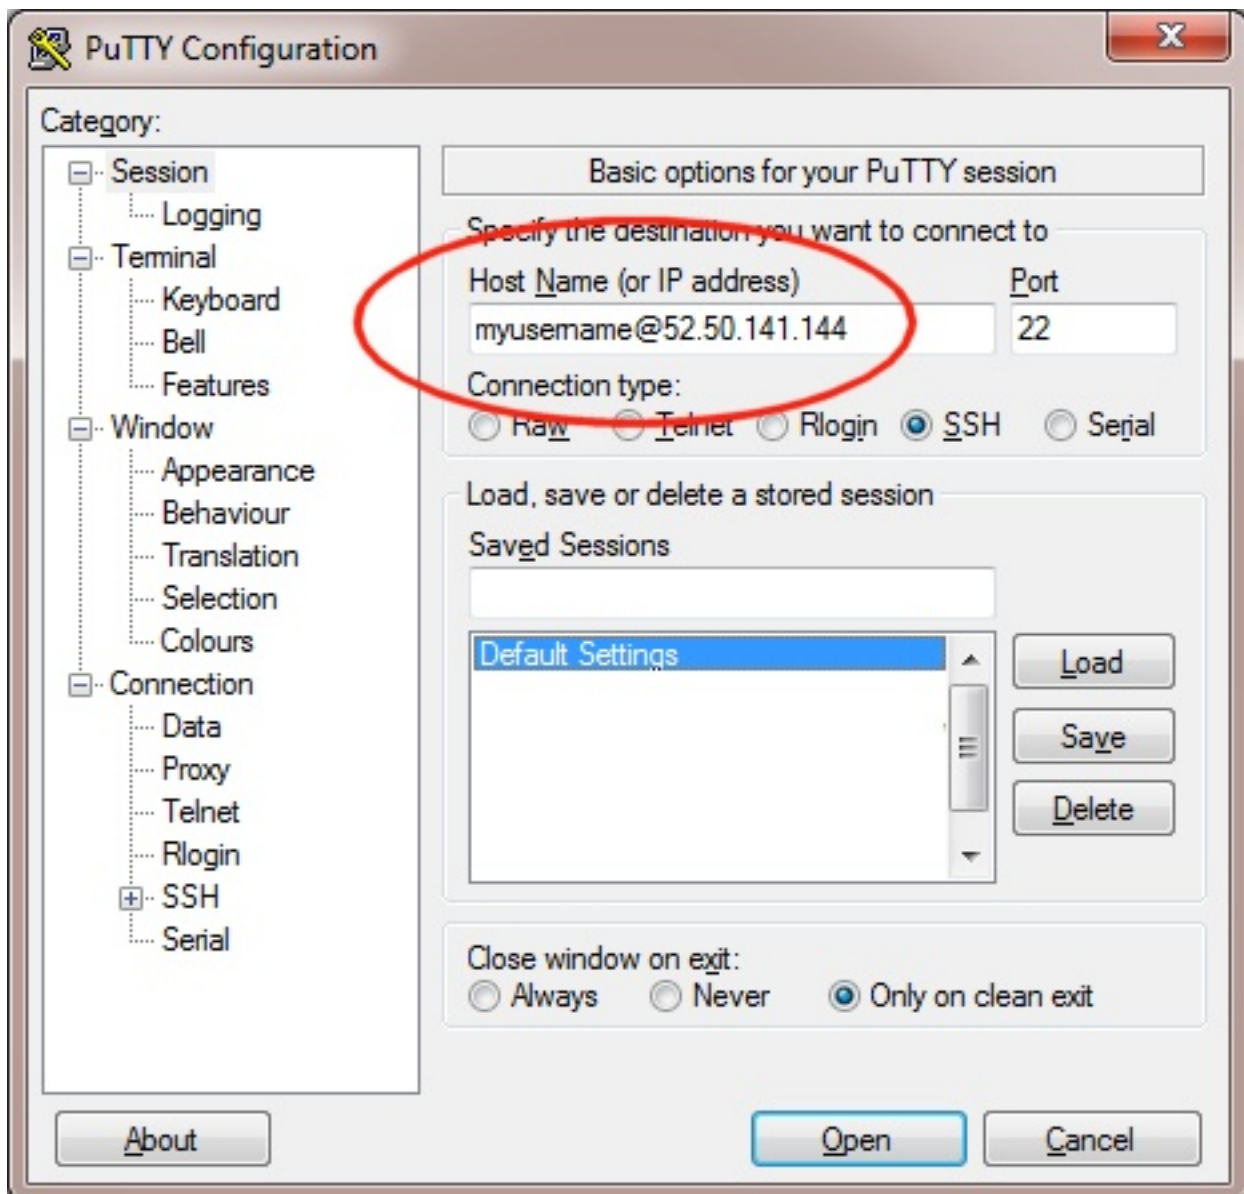 PuTTY Configuration
Category:
Session
Logging
Terminal
Keyboard
Bell
Features
Window
Appearance
Behaviour
Translation
Selection
Colours
Connection
Data
Proxy
Telnet
Rlogin
SSH
Serial
Basic options for your PuTTY session
Specify the destination you want to connect to
Host Name (or IP address) Port
myusername@52.50.141.144 22
Connection type:
Raw Telnet Rlogin SSH Serial
Load, save or delete a stored session
Saved Sessions
Default Settings
Load
Save
Delete
Close window on exit:
Always Never Only on clean exit
About Open Cancel